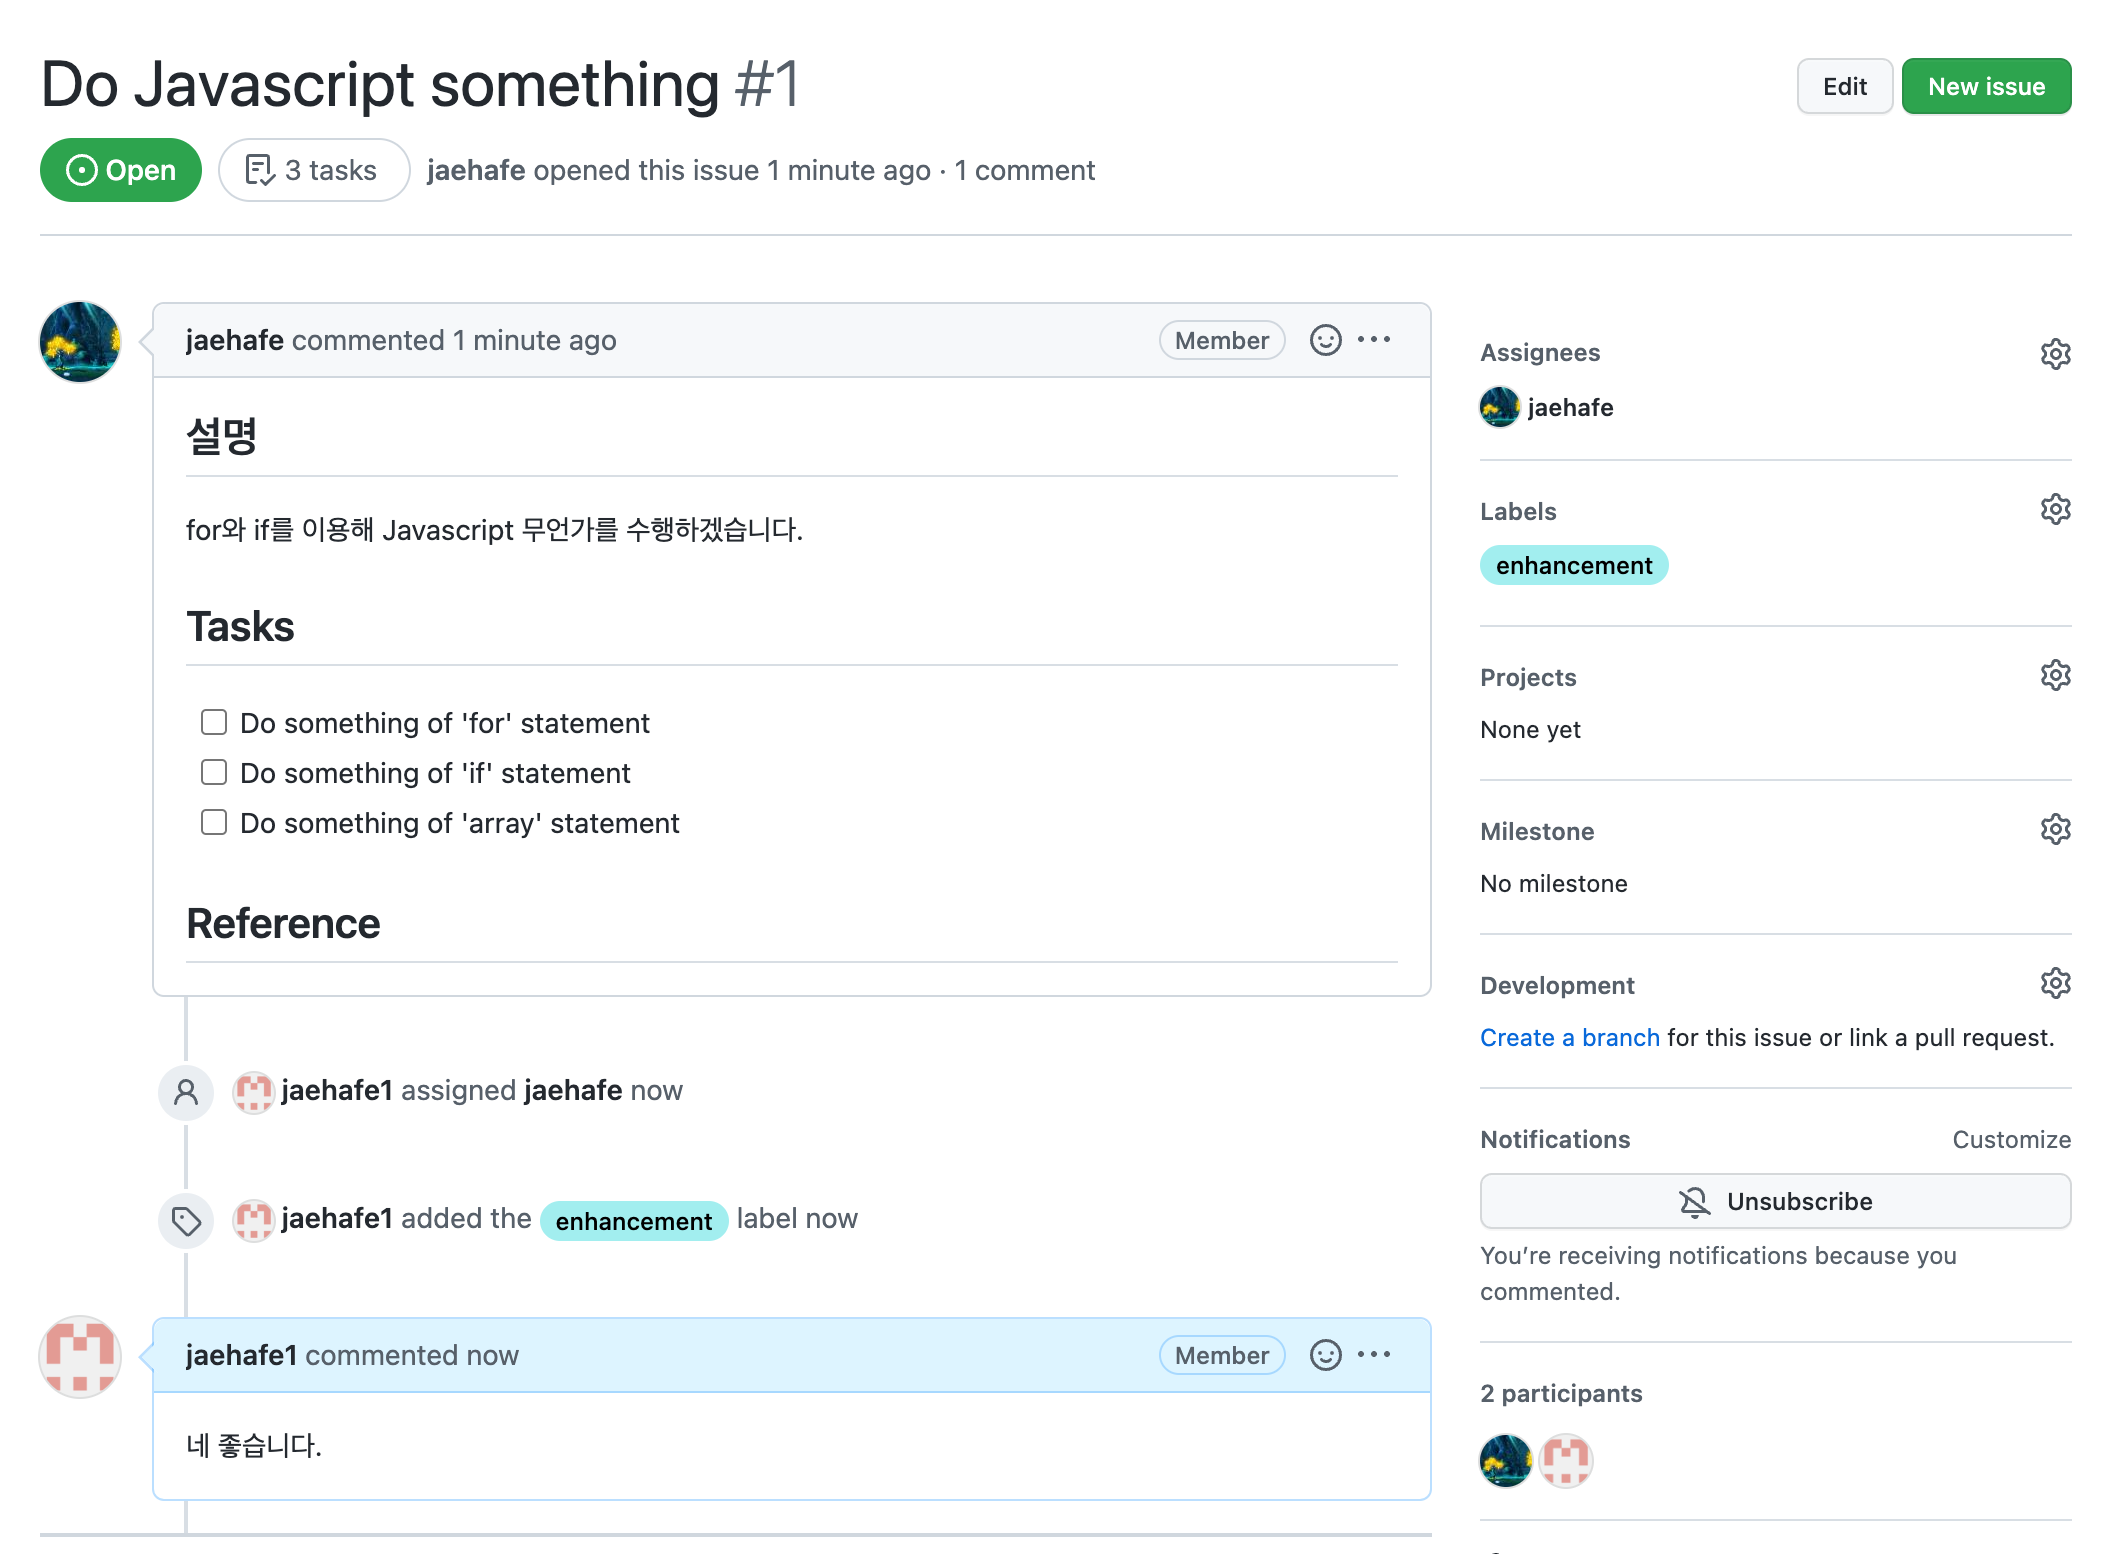 Do Javascript something #1
Edit
New issue
Open
3 tasks
jaehafe opened this issue 1 minute ago · 1 comment
jaehafe commented 1 minute ago
Member
설명
for와 if를 이용해 Javascript 무언가를 수행하겠습니다.
Tasks
Do something of 'for' statement
Do something of 'if' statement
Do something of 'array' statement
Reference
jaehafe1 assigned jaehafe now
jaehafe1 added the enhancement label now
jaehafe1 commented now
Member
네 좋습니다.
Assignees
jaehafe
Labels
enhancement
Projects
None yet
Milestone
No milestone
Development
Create a branch for this issue or link a pull request.
Notifications
Customize
Unsubscribe
You’re receiving notifications because you
commented.
2 participants